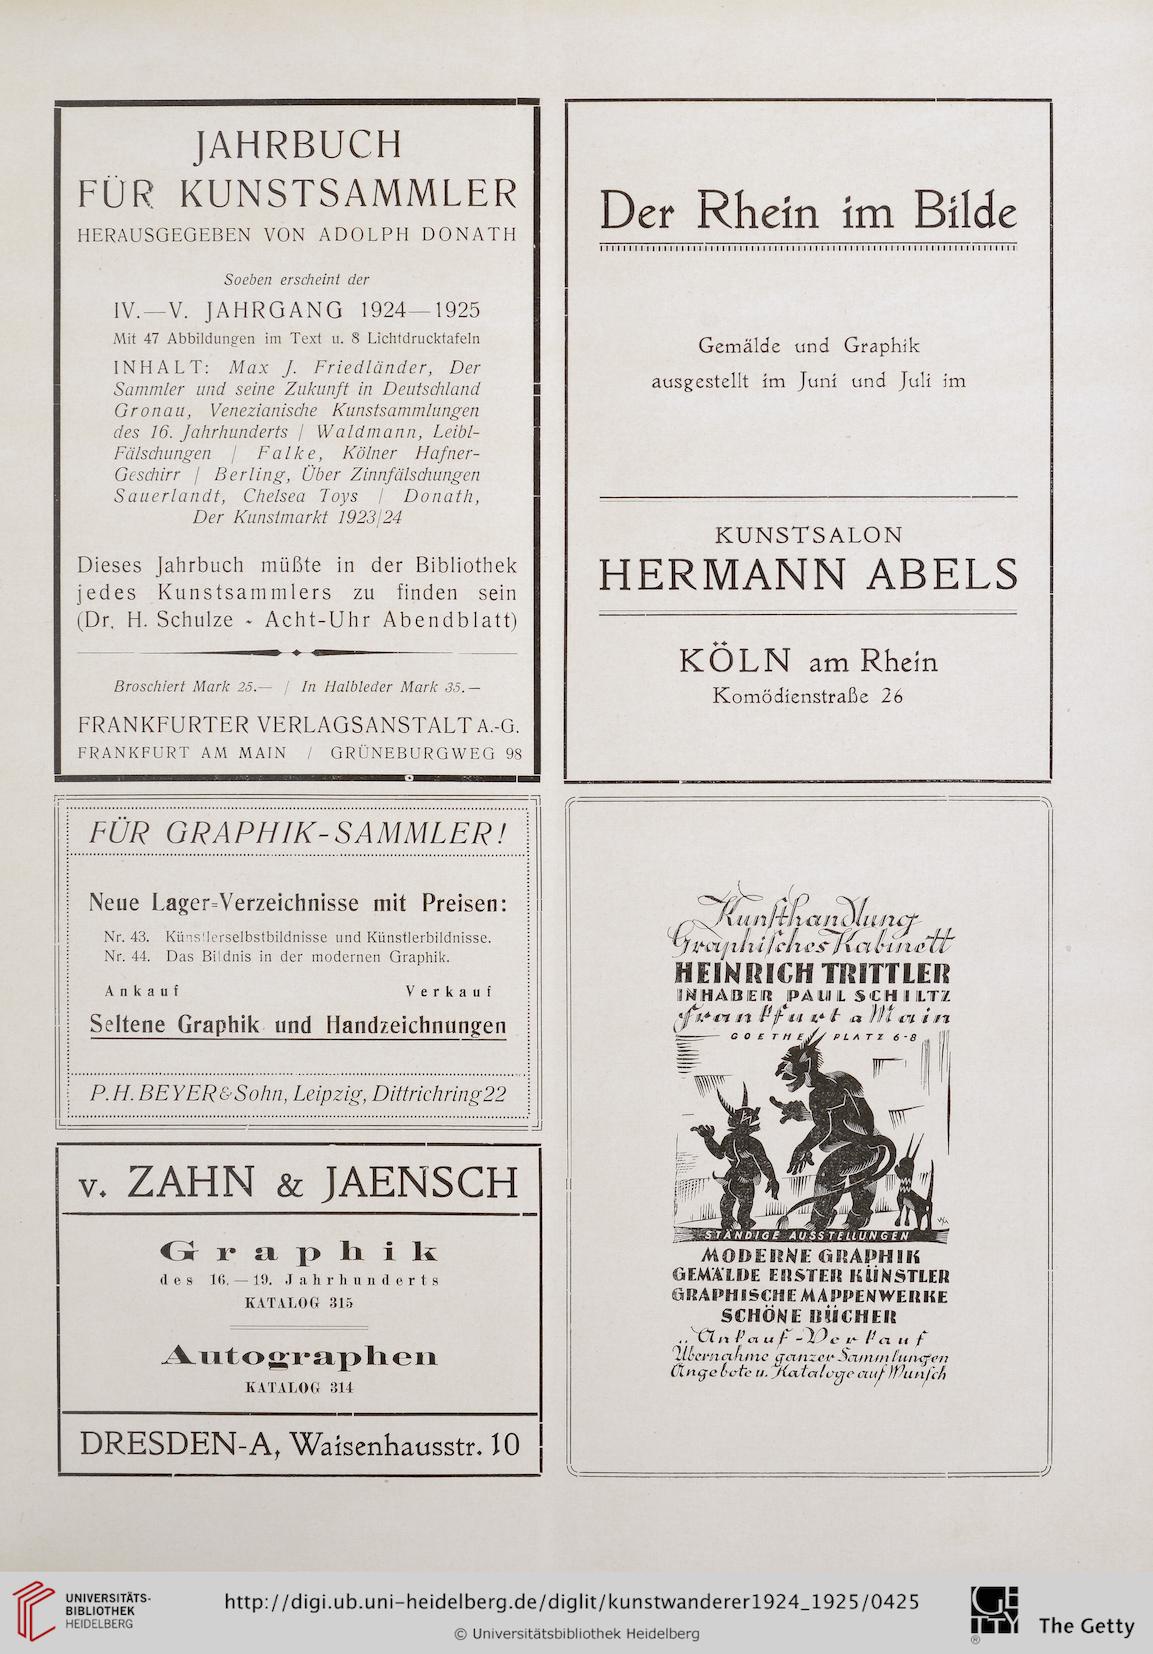 JAHRBUCH
FÜR KUNSTSAMMLER
HERAUSGEGEBEN VON ADOLPH DONATH
Soeben erscheint der
IV.—V. JAHRGANG 1924—1925
Mit 47 Abbildungen im Text u. 8 Lichtdrucktafeln
INHALT: Max J. Friedländer, Der
Sammler und seine Zukunft in Deutschland
Gronau, Venezianische Kunstsammlungen
des 16. Jahrhunderts / Waldmann, Leibl-
Fälschungen / Falke, Kölner Hafner-
Geschirr / Berling, Über Zinnfälschungen
Sauerlandt, Chelsea Toys / Donath,
Der Kunstmarkt 1923/24
Dieses Jahrbuch müßte in der Bibliothek
jedes Kunstsammlers zu finden sein
(Dr. H. Schulze - Acht-Uhr Abendblatt)
Broschiert Mark 25.— / In Halbleder Mark 35.—
FRANKFURTER VERLAGSANSTALT A.-G.
FRANKFURT AM MAIN / GRÜNEBURGWEG 98
Der Rhein im Bilde
Gemälde und Graphik
ausgestellt im Juni und Juli im
KUNSTSALON
HERMANN ABELS
KÖLN am Rhein
Komödienstraße 26
FÜR GRAPHIK-SAMMLER!
Neue Lager=Verzeichnisse mit Preisen:
Nr. 43. Künstlerselbstbildnisse und Künstlerbildnisse.
Nr. 44. Das Bildnis in der modernen Graphik.
Ankauf Verkauf
Seltene Graphik und Handzeichnungen
P. H. BEYER & Sohn, Leipzig, Dittrichring 22
v. ZAHN & JAENSCH
Graphik
des 16.—19. Jahrhunderts
KATALOG 315
Autographen
KATALOG 314
DRESDEN-A, Waisenhausstr. 10
Kunsthandlung
Graphisches Kabinett
HEINRICH TRITTLER
INHABER PAUL SCHILTZ
Frankfurt a Main
GOETHE PLATZ 6-8
STÄNDIGE AUSSTELLUNGEN
MODERNE GRAPHIK
GEMÄLDE ERSTER KÜNSTLER
GRAPHISCHE MAPPENWERKE
SCHÖNE BÜCHER
Ankauf - Verkauf
Übernahme ganzer Sammlungen
Angebote u. Kataloge auf Wunsch
UNIVERSITÄTS-
BIBLIOTHEK
HEIDELBERG
http://digi.ub.uni-heidelberg.de/diglit/kunstwanderer1924_1925/0425
© Universitätsbibliothek Heidelberg
GETTY
®
The Getty